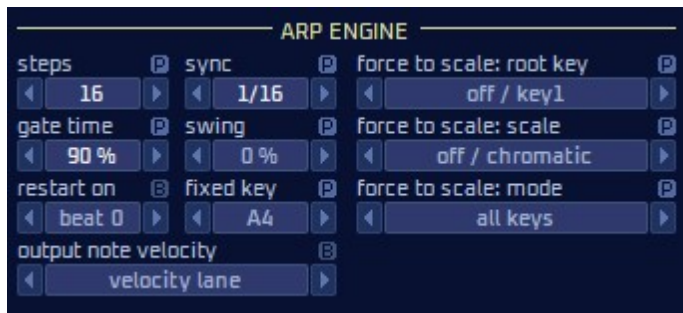 ARP ENGINE
steps P sync P force to scale: root key P
16 1/16 off / key1
gate time P swing P force to scale: scale P
90 % 0 % off / chromatic
restart on B fixed key P force to scale: mode P
beat 0 A4 all keys
output note velocity B
velocity lane